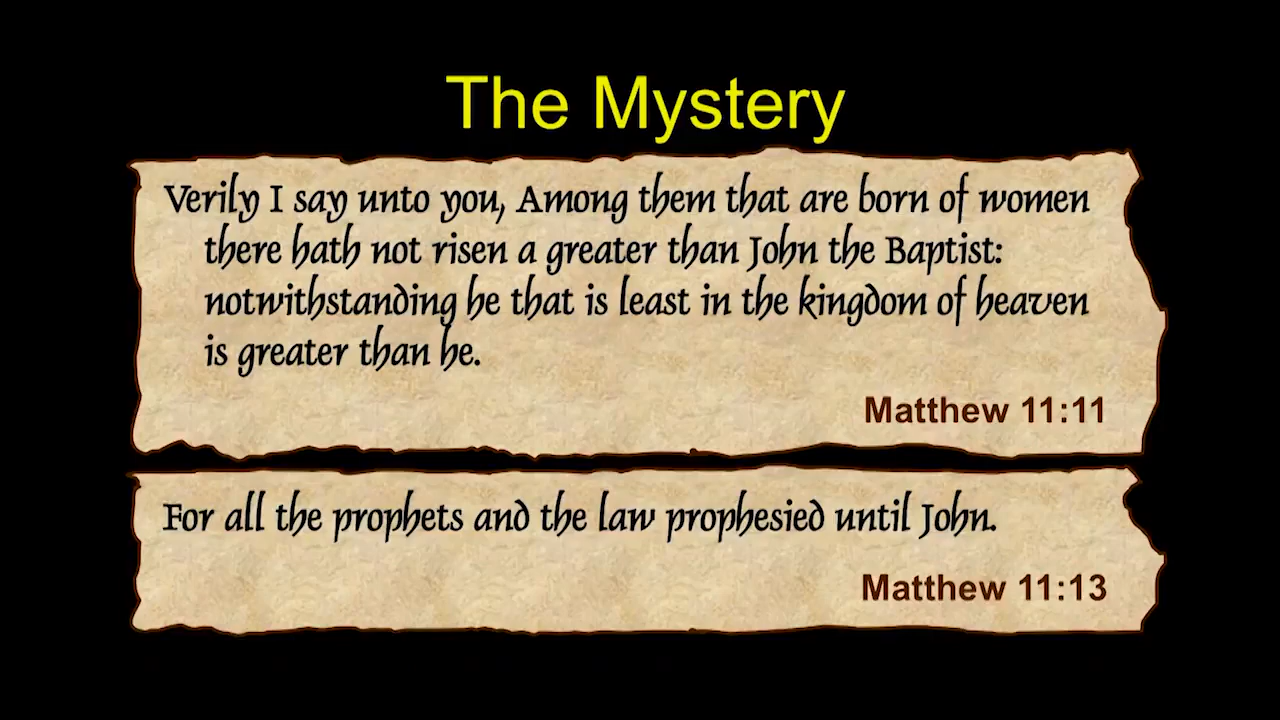 The Mystery
Verily I say unto you, Among them that are born of women
there hath not risen a greater than John the Baptist:
notwithstanding he that is least in the kingdom of heaven
is greater than he.
Matthew 11:11
For all the prophets and the law prophesied until John.
Matthew 11:13